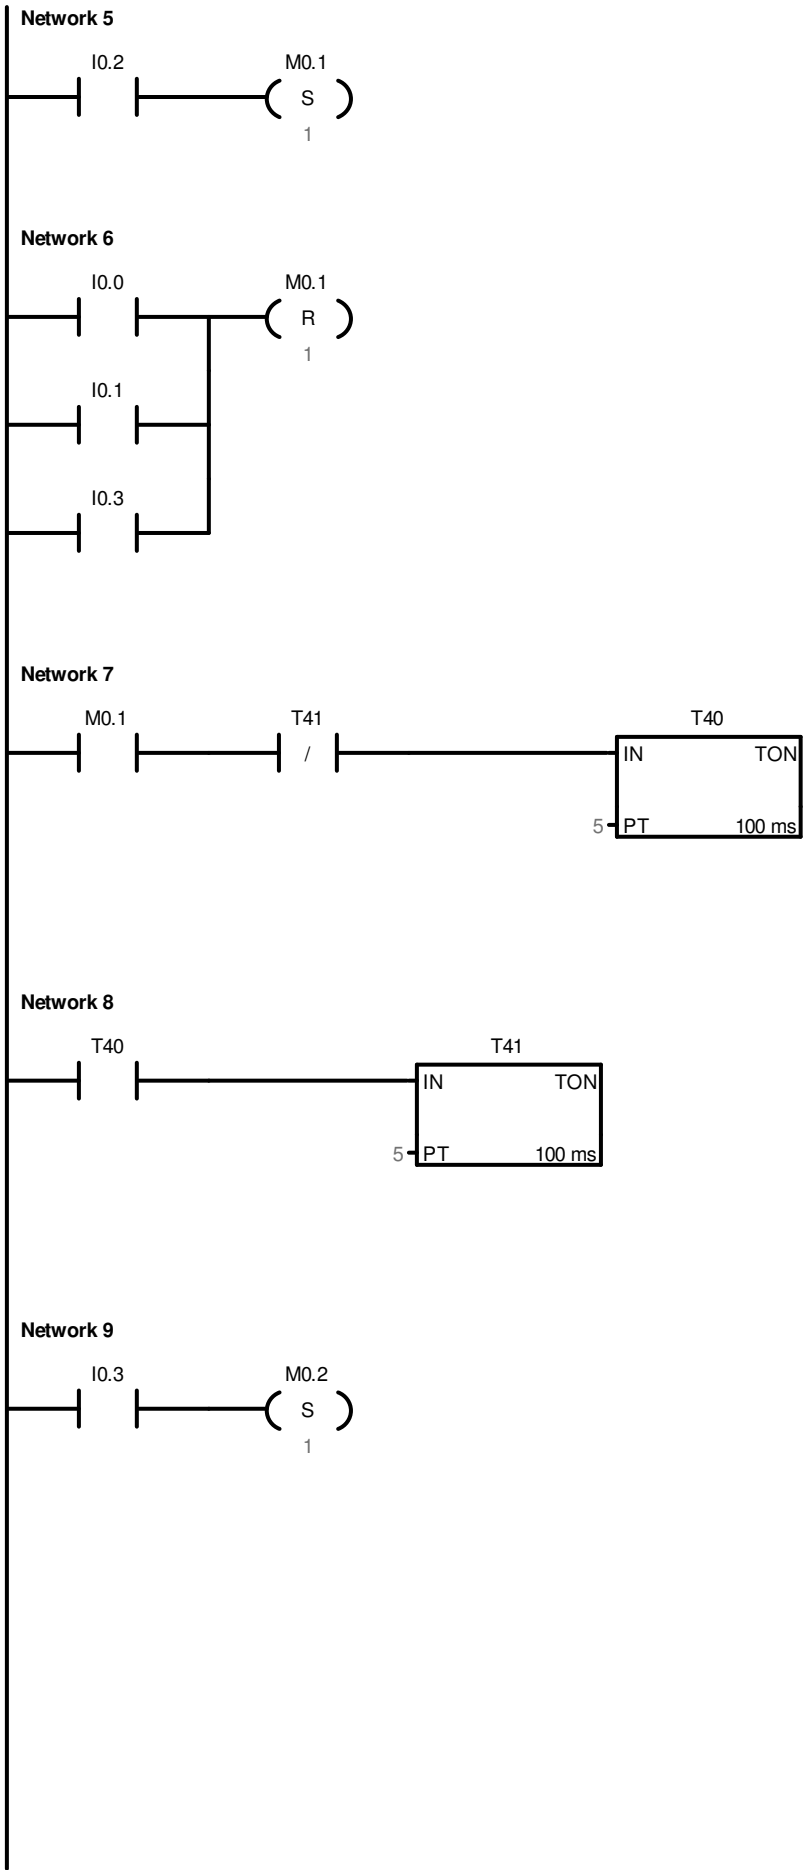 Network 5
I0.2 M0.1
S
1
Network 6
I0.0 M0.1
R
1
I0.1
I0.3
Network 7
M0.1 T41 T40
/ IN TON
5 PT 100 ms
Network 8
T40 T41
IN TON
5 PT 100 ms
Network 9
I0.3 M0.2
S
1